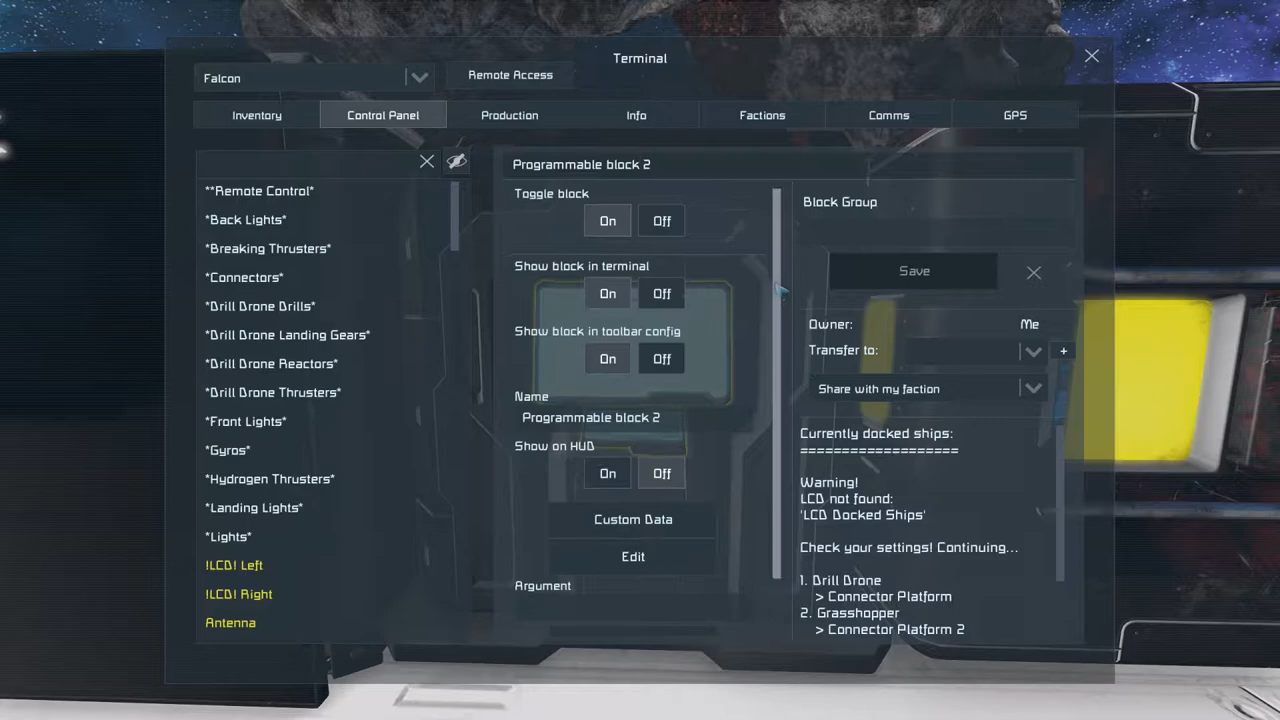 Terminal
Falcon
Remote Access
Inventory
Control Panel
Production
Info
Factions
Comms
GPS
**Remote Control*
*Back Lights*
*Breaking Thrusters*
*Connectors*
*Drill Drone Drills*
*Drill Drone Landing Gears*
*Drill Drone Reactors*
*Drill Drone Thrusters*
*Front Lights*
*Gyros*
*Hydrogen Thrusters*
*Landing Lights*
*Lights*
!LCD! Left
!LCD! Right
Antenna
Programmable block 2
Toggle block
On Off
Show block in terminal
On Off
Show block in toolbar config
On Off
Name
Programmable block 2
Show on HUD
On Off
Custom Data
Edit
Argument
Block Group
Save
Owner: Me
Transfer to:
+
Share with my faction
Currently docked ships:
===================
Warning!
LCD not found:
'LCD Docked Ships'
Check your settings! Continuing...
1. Drill Drone
> Connector Platform
2. Grasshopper
> Connector Platform 2